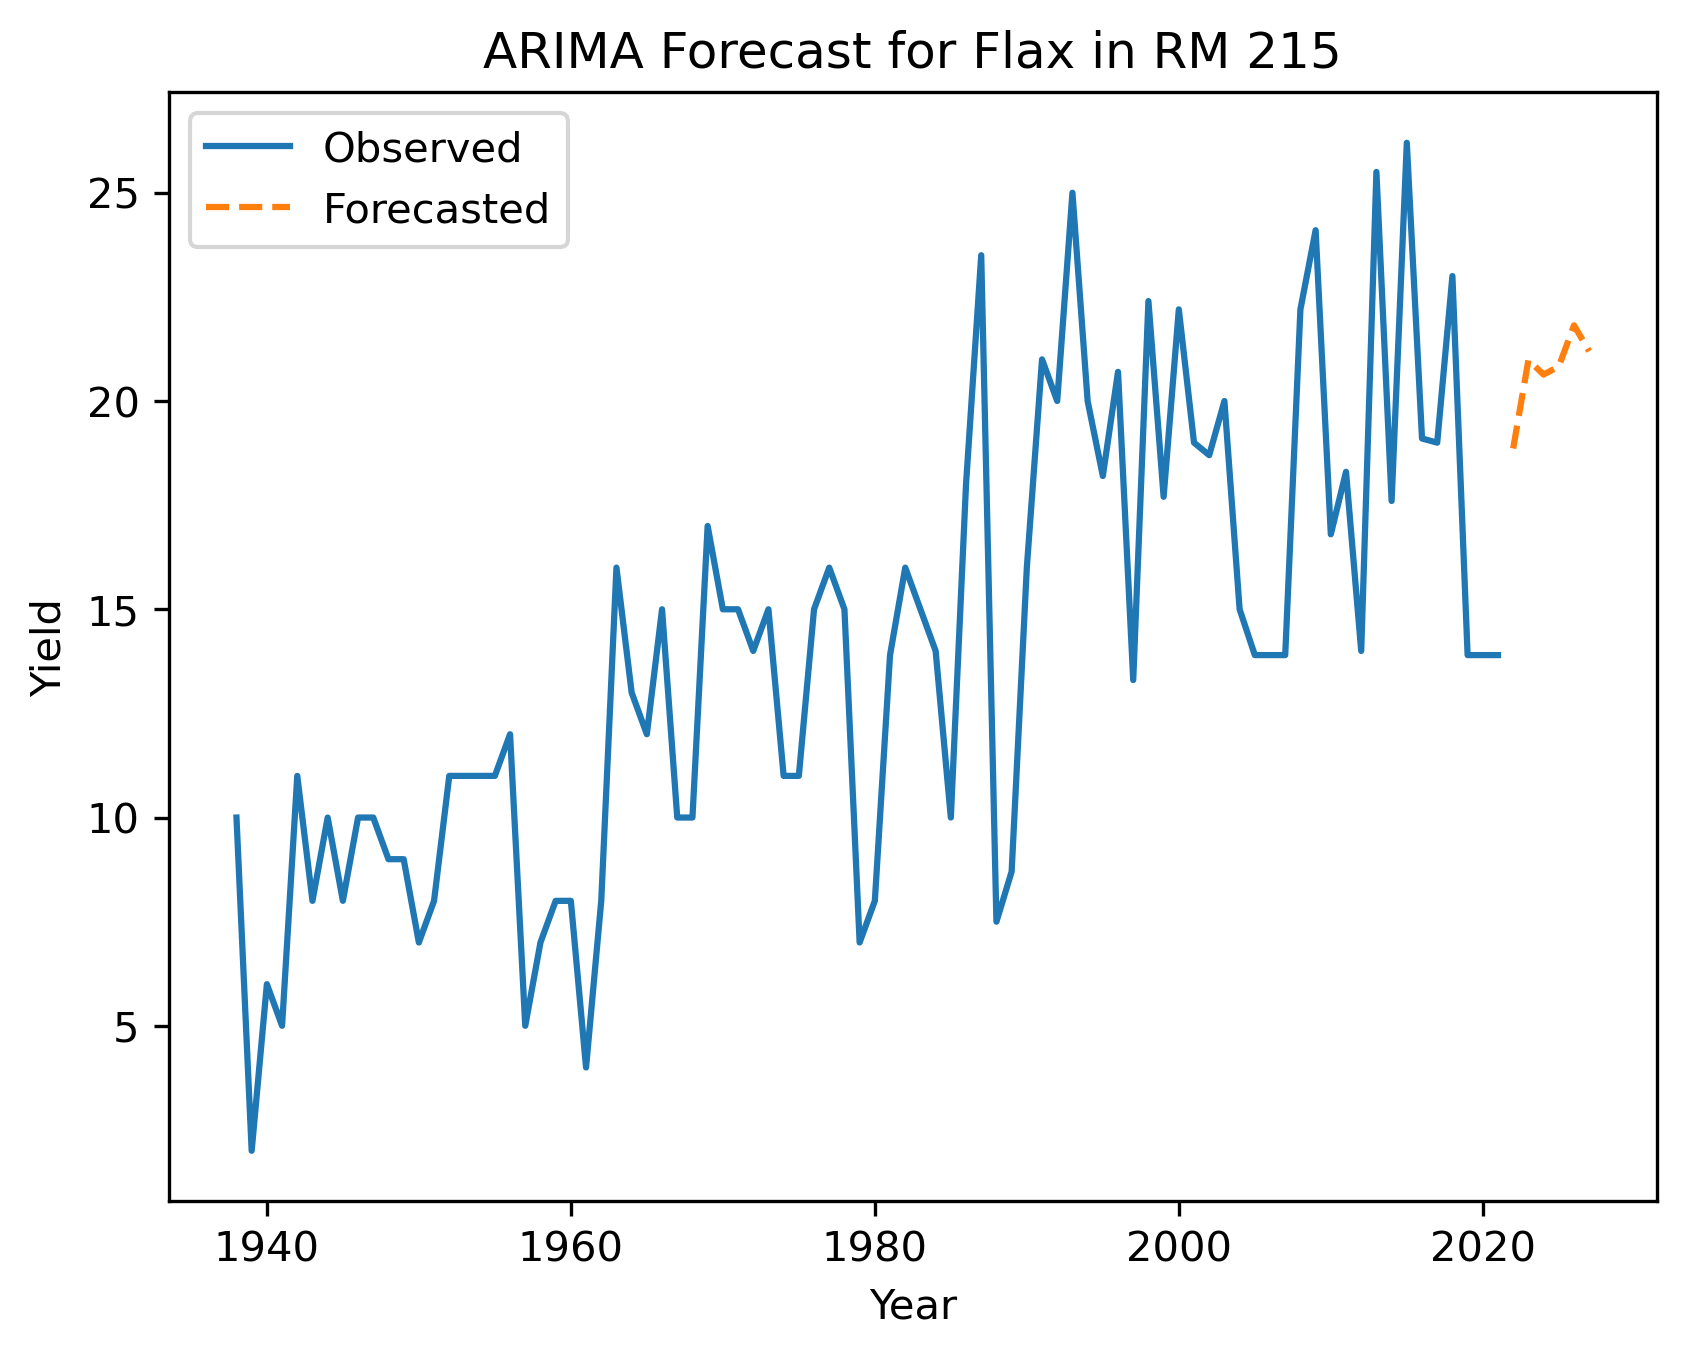 ARIMA Forecast for Flax in RM 215
Observed
Forecasted
25
20
15
10
5
Yield
1940 1960 1980 2000 2020
Year